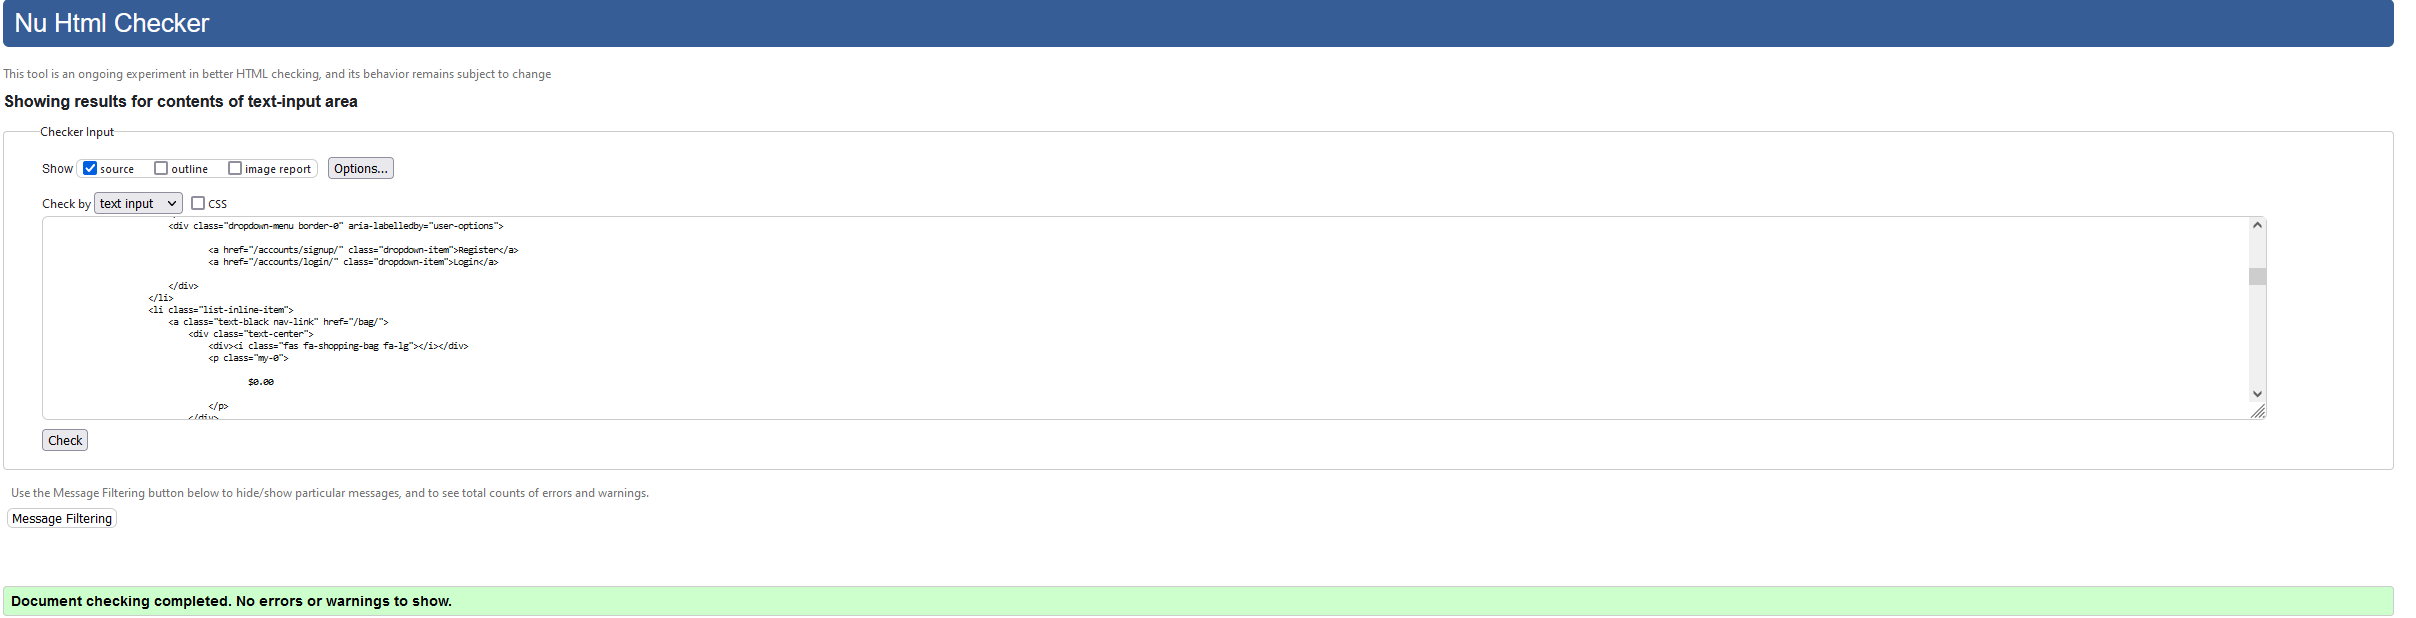 Nu Html Checker
This tool is an ongoing experiment in better HTML checking, and its behavior remains subject to change
Showing results for contents of text-input area
Checker Input
Show source outline image report Options...
Check by text input CSS
<div class="dropdown-menu border-0" aria-labelledby="user-options">
<a href="/accounts/signup/" class="dropdown-item">Register</a>
<a href="/accounts/login/" class="dropdown-item">Login</a>
</div>
</li>
<li class="list-inline-item">
<a class="text-black nav-link" href="/bag/">
<div class="text-center">
<div><i class="fas fa-shopping-bag fa-lg"></i></div>
<p class="my-0">
$0.00
</p>
</div>
Check
Use the Message Filtering button below to hide/show particular messages, and to see total counts of errors and warnings.
Message Filtering
Document checking completed. No errors or warnings to show.